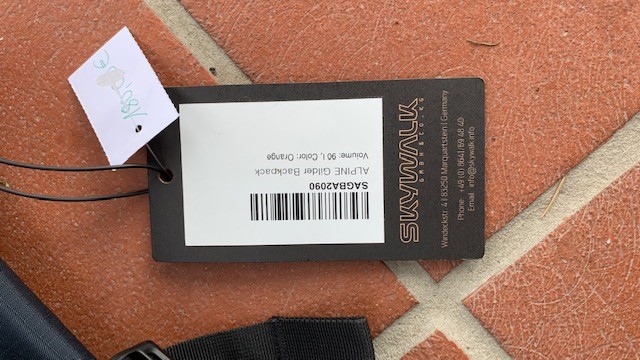 SKYWALK
GMBH & CO. KG
Windeckstr. 4 | 83250 Marquartstein | Germany
Phone: +49 (0) 8641/69 48 40
Email: info@skywalk.info
SAGBA2090
ALPINE Gilder Backpack
Volume: 90 l, Color: Orange